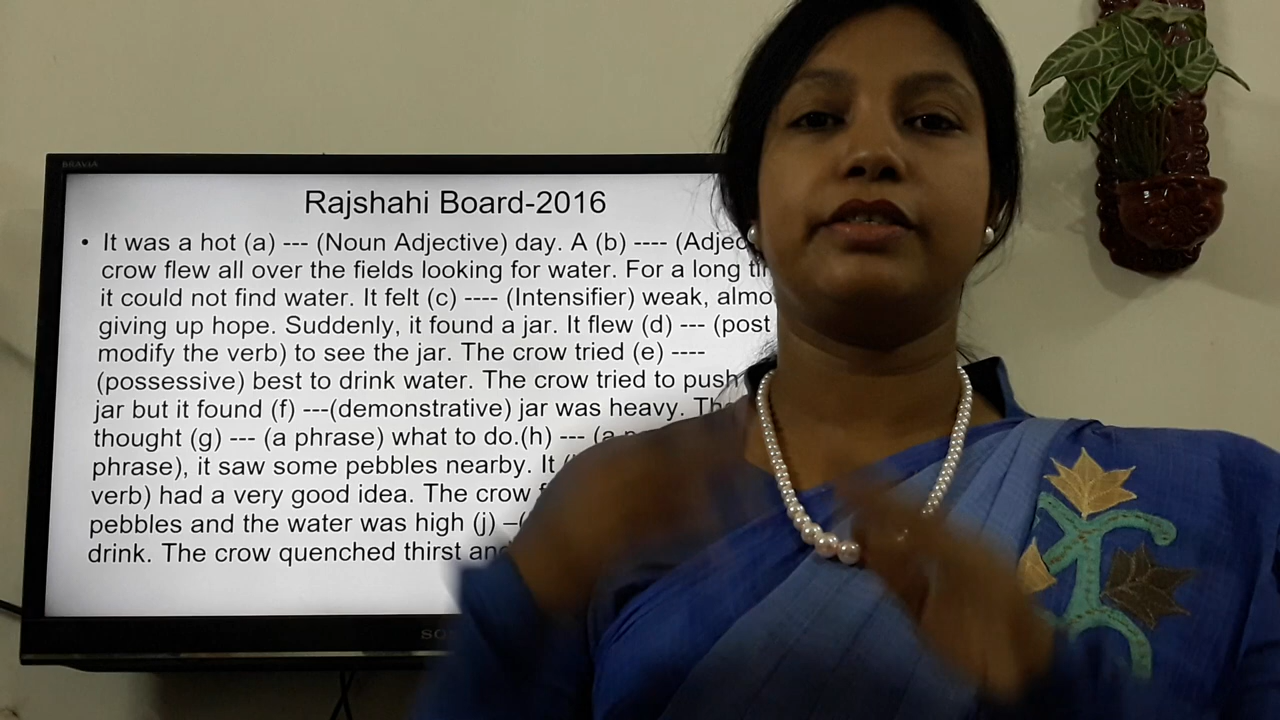 BRAVIA
Rajshahi Board-2016
• It was a hot (a) --- (Noun Adjective) day. A (b) ----
crow flew all over the fields looking for water. For a long
it could not find water. It felt (c) ---- (Intensifier) weak,
giving up hope. Suddenly, it found a jar. It flew (d) --- (post
modify the verb) to see the jar. The crow tried (e) ----
(possessive) best to drink water. The crow tried to push
jar but it found (f) ---(demonstrative) jar was heavy.
thought (g) --- (a phrase) what to do.(h) --- (a
phrase), it saw some pebbles nearby. It
verb) had a very good idea. The crow
pebbles and the water was high (j) –(
drink. The crow quenched thirst